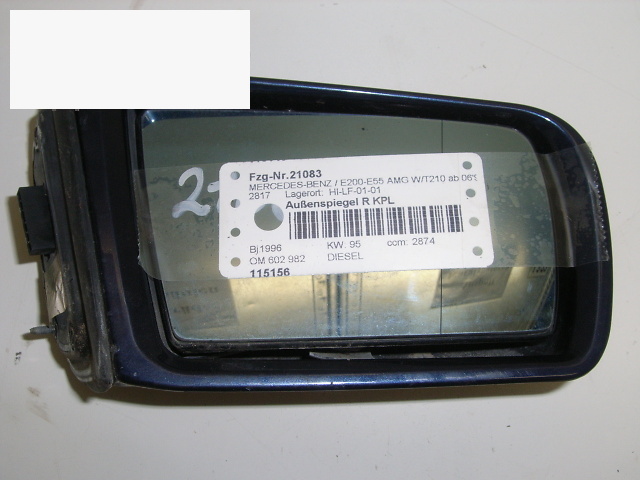 Fzg-Nr.21083
MERCEDES-BENZ / E200-E55 AMG W/T210 ab 06'9
2817 Lagerort: HI-LF-01-01
Außenspiegel R KPL
Bj1996 KW: 95 ccm: 2874
OM 602 982 DIESEL
115156